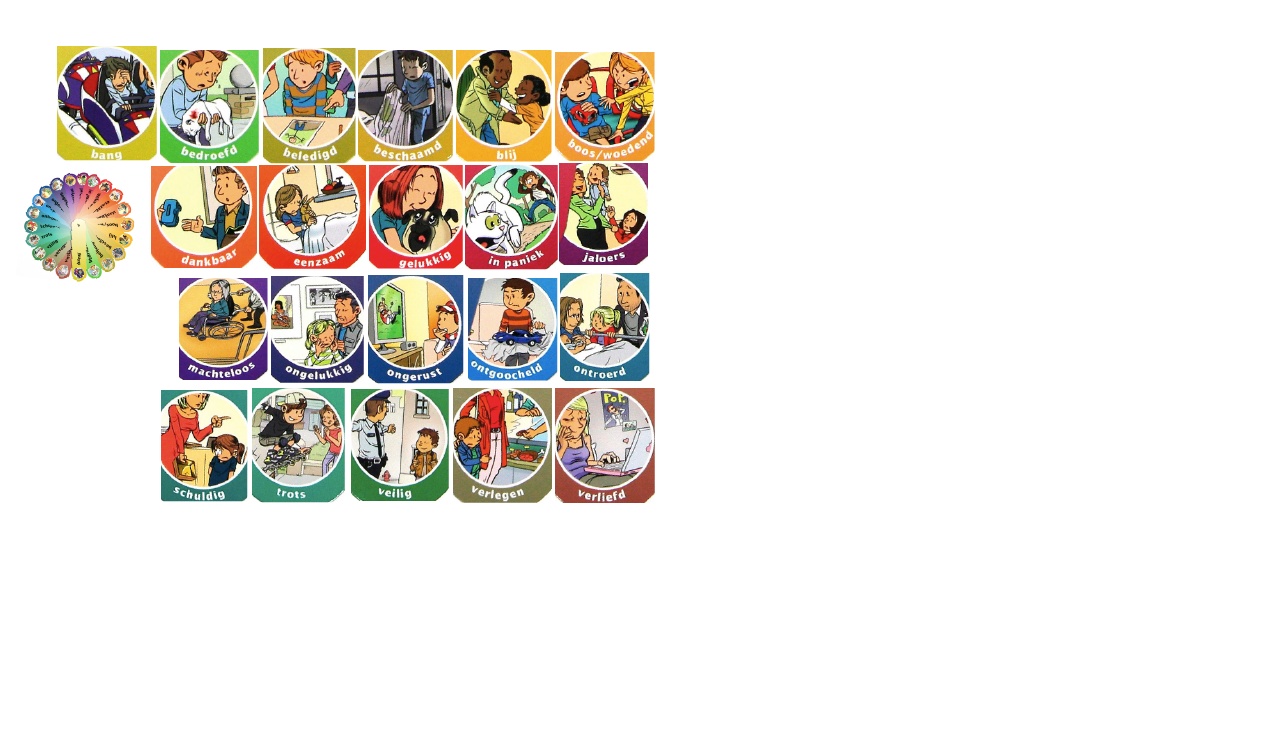 bang
bedroefd
beledigd
beschaamd
blij
boos/woedend
dankbaar
eenzaam
gelukkig
in paniek
jaloers
machteloos
ongelukkig
ongerust
ontgoocheld
ontroerd
schuldig
trots
veilig
verlegen
verliefd
POP